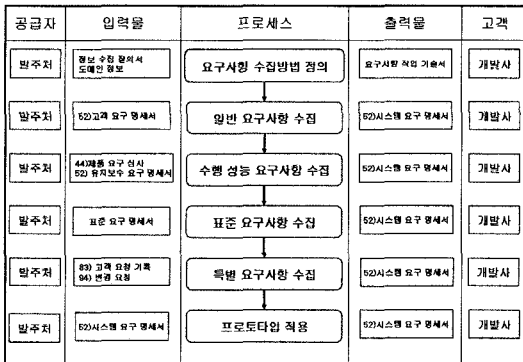 공급자 입력물 프로세스 출력물 고객
발주처 정보 수집 참의서 요구사항 수집방법 정의 요구사항 작업 기술서 개발사
도메인 정보
발주처 52)고객 요구 명세서 일반 요구사항 수집 52)시스템 요구 명세서 개발사
발주처 44)제품 요구 심사 수행 성능 요구사항 수집 52)시스템 요구 명세서 개발사
52) 유지보수 요구 명세서
발주처 표준 요구 명세서 표준 요구사항 수집 52)시스템 요구 명세서 개발사
발주처 83) 고객 요청 기록 특별 요구사항 수집 52)시스템 요구 명세서 개발사
94) 변경 요청
발주처 52)시스템 요구 명세서 프로토타입 적용 52)시스템 요구 명세서 개발사